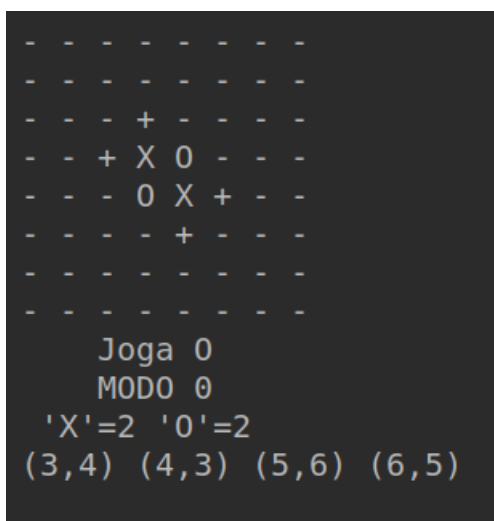 - - - - - - - -
- - - - - - - -
- - - + - - - -
- - + X O - - -
- - - O X + - -
- - - - + - - -
- - - - - - - -
- - - - - - - -
Joga O
MODO 0
'X'=2 'O'=2
(3,4) (4,3) (5,6) (6,5)